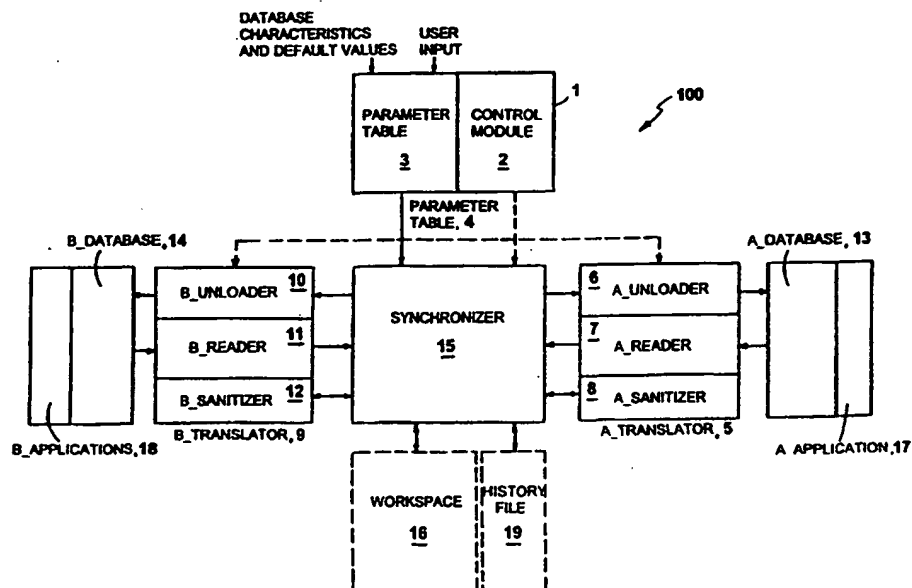 DATABASE
CHARACTERISTICS
AND DEFAULT VALUES
USER
INPUT
1
100
PARAMETER
TABLE
3
CONTROL
MODULE
2
PARAMETER
TABLE, 4
B_DATABASE, 14
A_DATABASE, 13
B_UNLOADER 10
B_READER 11
B_SANITIZER 12
SYNCHRONIZER
15
6 A_UNLOADER
7 A_READER
8 A_SANITIZER
B_APPLICATIONS, 18
B_TRANSLATOR, 9
A_TRANSLATOR, 5
A APPLICATION, 17
WORKSPACE
16
HISTORY
FILE
19